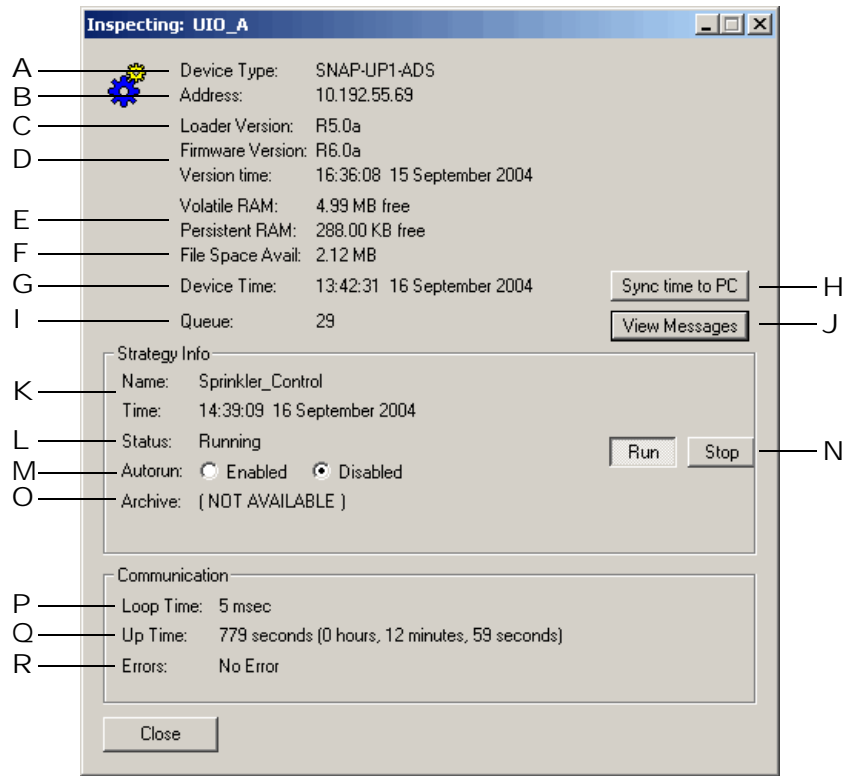 Inspecting: UIO_A
A Device Type: SNAP-UP1-ADS
B Address: 10.192.55.69
C Loader Version: R5.0a
D Firmware Version: R6.0a
Version time: 16:36:08 15 September 2004
E Volatile RAM: 4.99 MB free
Persistent RAM: 288.00 KB free
F File Space Avail: 2.12 MB
G Device Time: 13:42:31 16 September 2004 Sync time to PC H
I Queue: 29 View Messages J
Strategy Info
K Name: Sprinkler_Control
Time: 14:39:09 16 September 2004
L Status: Running Run Stop N
M Autorun: Enabled Disabled
O Archive: ( NOT AVAILABLE )
Communication
P Loop Time: 5 msec
Q Up Time: 779 seconds (0 hours, 12 minutes, 59 seconds)
R Errors: No Error
Close